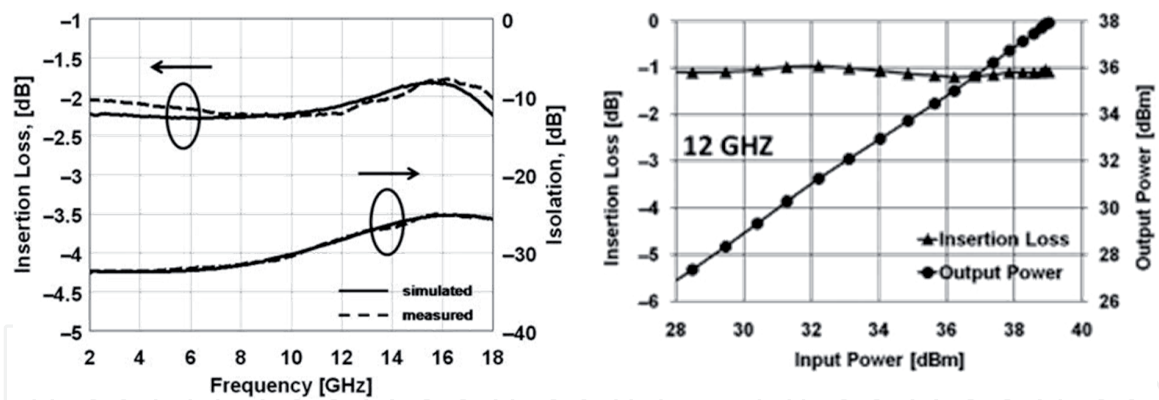 –1
–1.5
–2
–2.5
–3
–3.5
–4
–4.5
–5
Insertion Loss, [dB]
2 4 6 8 10 12 14 16 18
Frequency [GHz]
0
–10
–20
–30
–40
Isolation, [dB]
simulated
measured
0
–1
–2
–3
–4
–5
–6
Insertion Loss [dB]
12 GHZ
Insertion Loss
Output Power
28 30 32 34 36 38 40
Input Power [dBm]
38
36
34
32
30
28
26
Output Power [dBm]